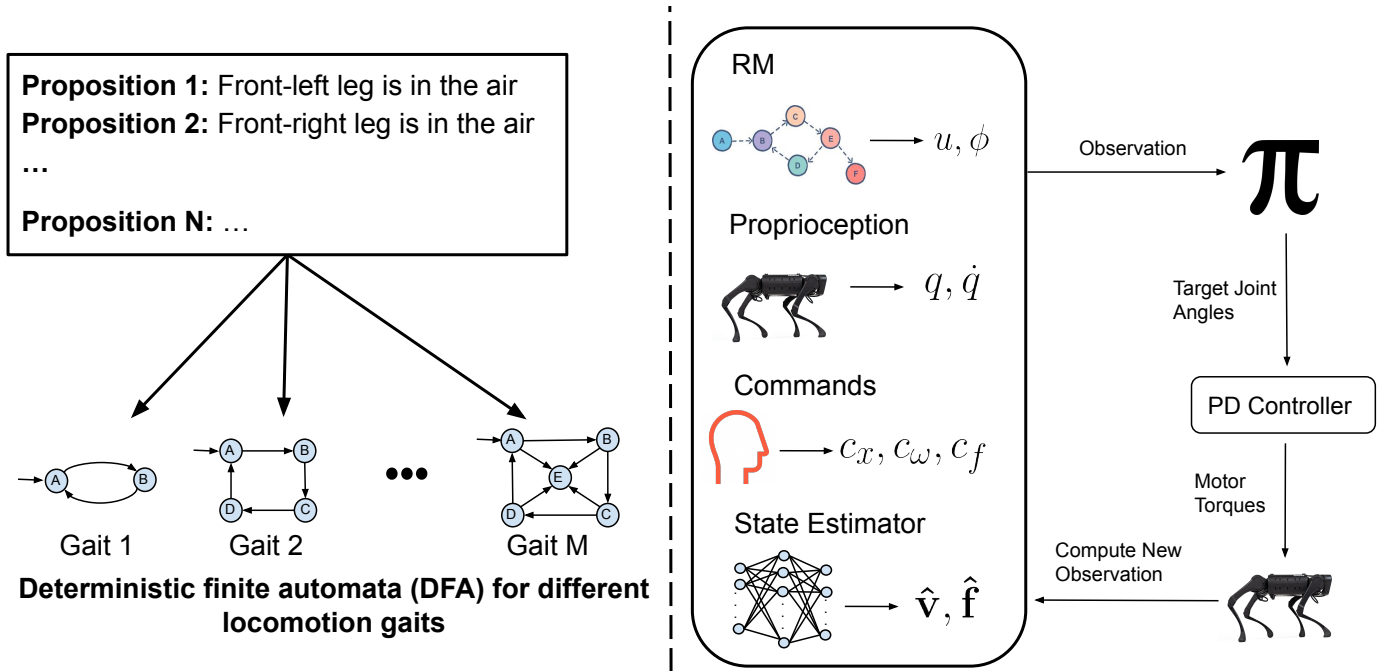 Proposition 1: Front-left leg is in the air
Proposition 2: Front-right leg is in the air
...
Proposition N: ...
A
B
Gait 1
A
B
D
C
Gait 2
•••
A
B
E
D
C
Gait M
Deterministic finite automata (DFA) for different
locomotion gaits
RM
A
B
C
D
E
F
u, ϕ
Proprioception
q, q̇
Commands
c_x, c_ω, c_f
State Estimator
v̂, f̂
Observation
π
Target Joint
Angles
PD Controller
Motor
Torques
Compute New
Observation